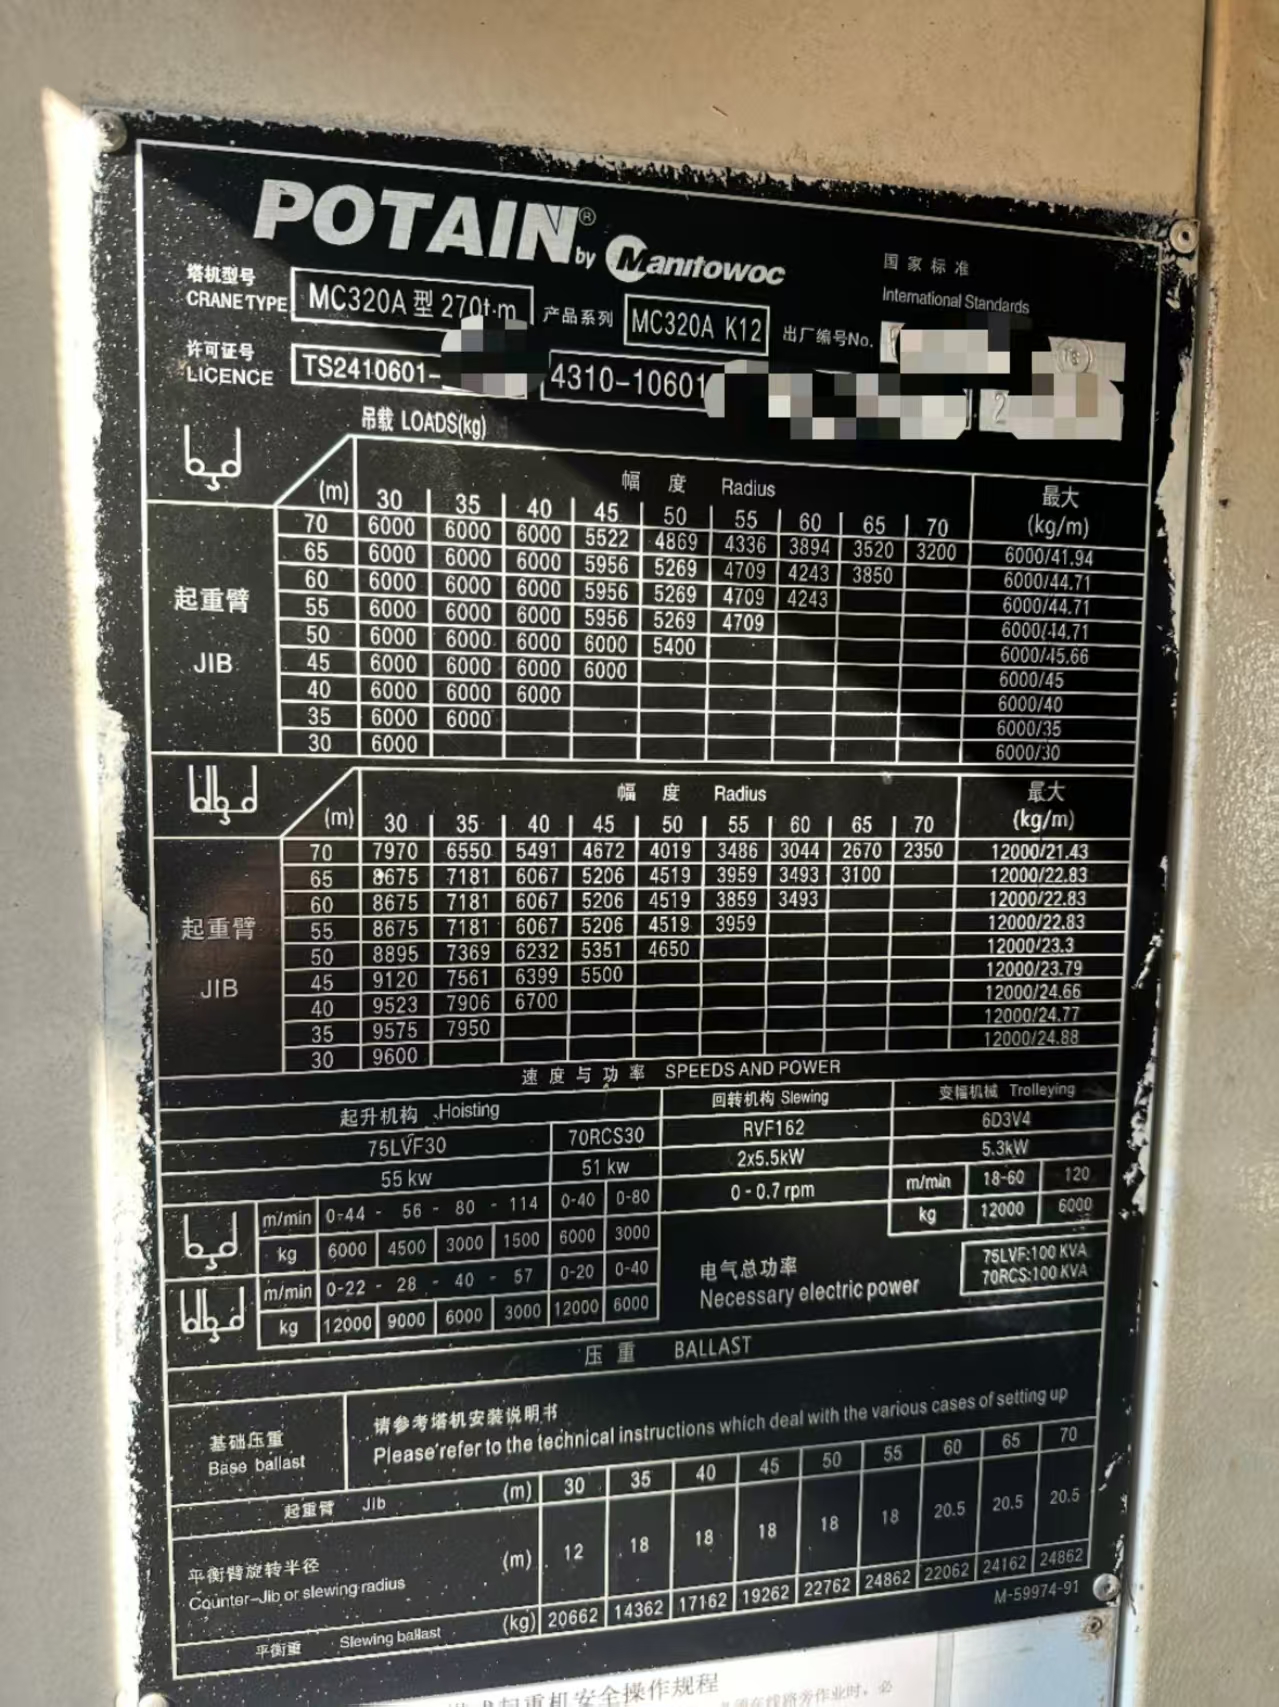 POTAIN® by Manitowoc
国家标准
International Standards
塔机型号 CRANE TYPE MC320A 型 270t·m 产品系列 MC320A K12 出厂编号No.
许可证号 LICENCE TS2410601- 4310-10601 2
吊载 LOADS(kg)
幅度 Radius 最大 (kg/m)
(m) 30 35 40 45 50 55 60 65 70
起重臂 JIB
70 6000 6000 6000 5522 4869 4336 3894 3520 3200 6000/41.94
65 6000 6000 6000 5956 5269 4709 4243 3850 6000/44.71
60 6000 6000 6000 5956 5269 4709 4243 6000/44.71
55 6000 6000 6000 5956 5269 4709 6000/44.71
50 6000 6000 6000 6000 5400 6000/45.66
45 6000 6000 6000 6000 6000/45
40 6000 6000 6000 6000/40
35 6000 6000 6000/35
30 6000 6000/30
幅度 Radius 最大 (kg/m)
(m) 30 35 40 45 50 55 60 65 70
起重臂 JIB
70 7970 6550 5491 4672 4019 3486 3044 2670 2350 12000/21.43
65 8675 7181 6067 5206 4519 3959 3493 3100 12000/22.83
60 8675 7181 6067 5206 4519 3859 3493 12000/22.83
55 8675 7181 6067 5206 4519 3959 12000/22.83
50 8895 7369 6232 5351 4650 12000/23.3
45 9120 7561 6399 5500 12000/23.79
40 9523 7906 6700 12000/24.66
35 9575 7950 12000/24.77
30 9600 12000/24.88
速度与功率 SPEEDS AND POWER
起升机构 Hoisting 回转机构 Slewing 变幅机械 Trolleying
75LVF30 70RCS30 RVF162 6D3V4
55 kw 51 kw 2x5.5kW 5.3kW
0 - 0.7 rpm m/min 18-60 120
kg 12000 6000
m/min 0-44 - 56 - 80 - 114 0-40 0-80
kg 6000 4500 3000 1500 6000 3000
m/min 0-22 - 28 - 40 - 57 0-20 0-40
kg 12000 9000 6000 3000 12000 6000
电气总功率 75LVF:100 KVA
Necessary electric power 70RCS:100 KVA
压重 BALLAST
基础压重 请参考塔机安装说明书
Base ballast Please refer to the technical instructions which deal with the various cases of setting up
起重臂 Jib (m) 30 35 40 45 50 55 60 65 70
平衡臂旋转半径
Counter-Jib or slewing radius (m) 12 18 18 18 18 18 20.5 20.5 20.5
平衡重 Slewing ballast (kg) 20662 14362 17162 19262 22762 24862 22062 24162 24862
M-59974-91
起重机安全操作规程
作业时，必